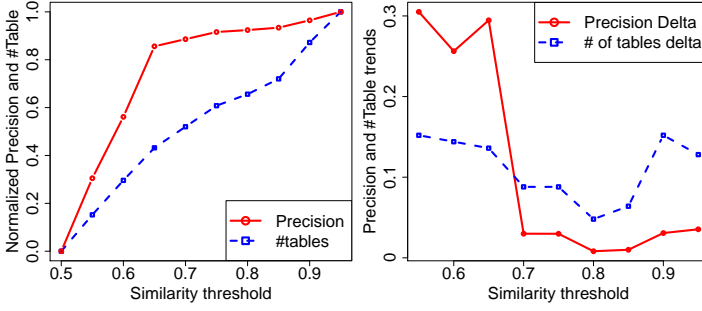 Normalized Precision and #Table
0.0 0.2 0.4 0.6 0.8 1.0
Precision
#tables
0.5 0.6 0.7 0.8 0.9
Similarity threshold
Precision and #Table trends
0 0.1 0.2 0.3
Precision Delta
# of tables delta
0.6 0.7 0.8 0.9
Similarity threshold